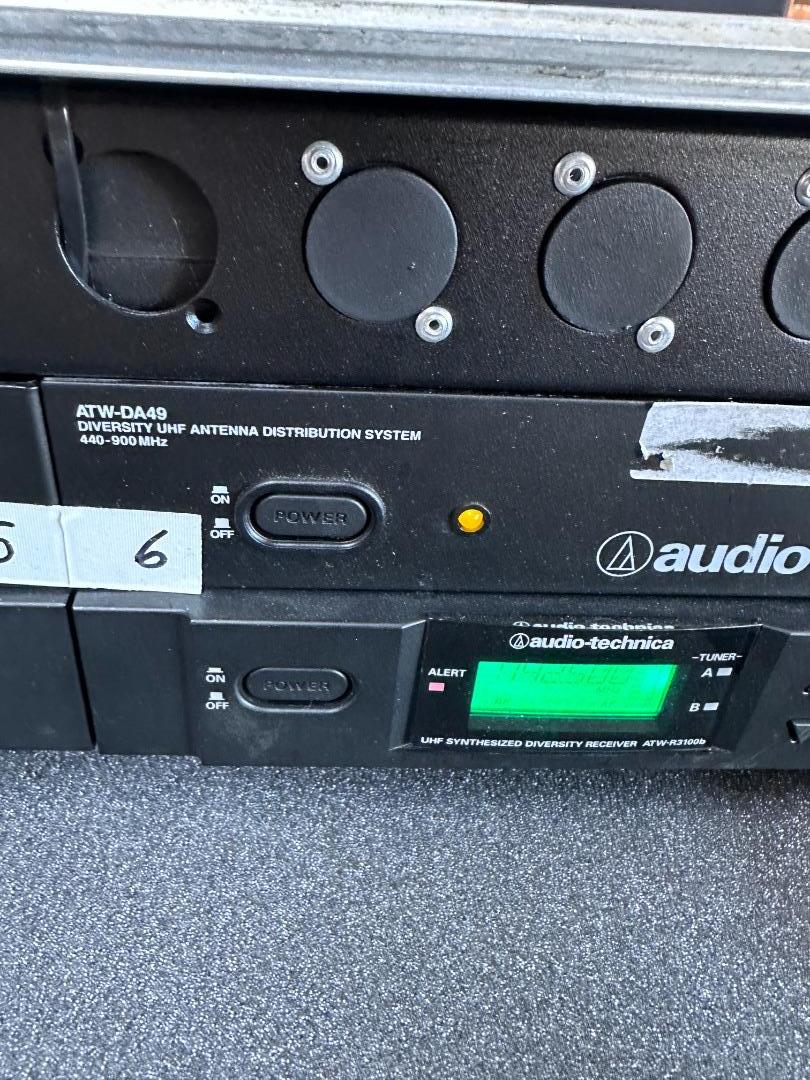 ATW-DA49
DIVERSITY UHF ANTENNA DISTRIBUTION SYSTEM
440-900 MHz
ON
POWER
OFF
6
audio
audio-technica
ON
POWER
OFF
ALERT
-TUNER-
A
B
MHz
UHF SYNTHESIZED DIVERSITY RECEIVER ATW-R3100b